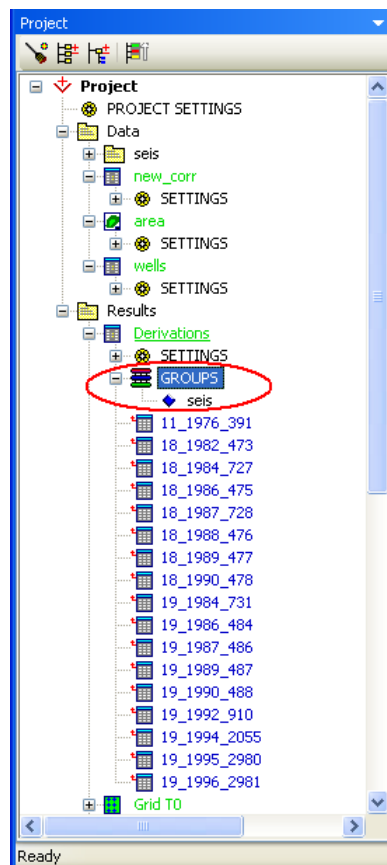 Project
Project
PROJECT SETTINGS
Data
seis
new_corr
SETTINGS
area
SETTINGS
wells
SETTINGS
Results
Derivations
SETTINGS
GROUPS
seis
11_1976_391
18_1982_473
18_1984_727
18_1986_475
18_1987_728
18_1988_476
18_1989_477
18_1990_478
19_1984_731
19_1986_484
19_1987_486
19_1989_487
19_1990_488
19_1992_910
19_1994_2055
19_1995_2980
19_1996_2981
Grid T0
Ready